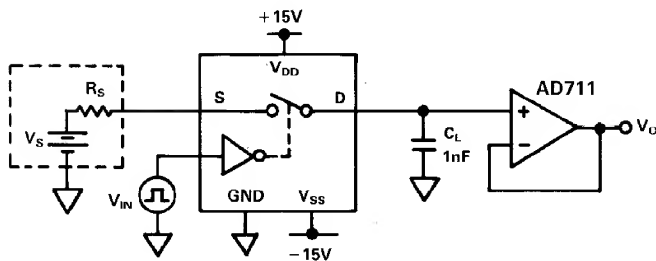 +15V
RS
S
VDD
D
AD711
VS
CL
1nF
+
−
VO
VIN
GND
VSS
−15V